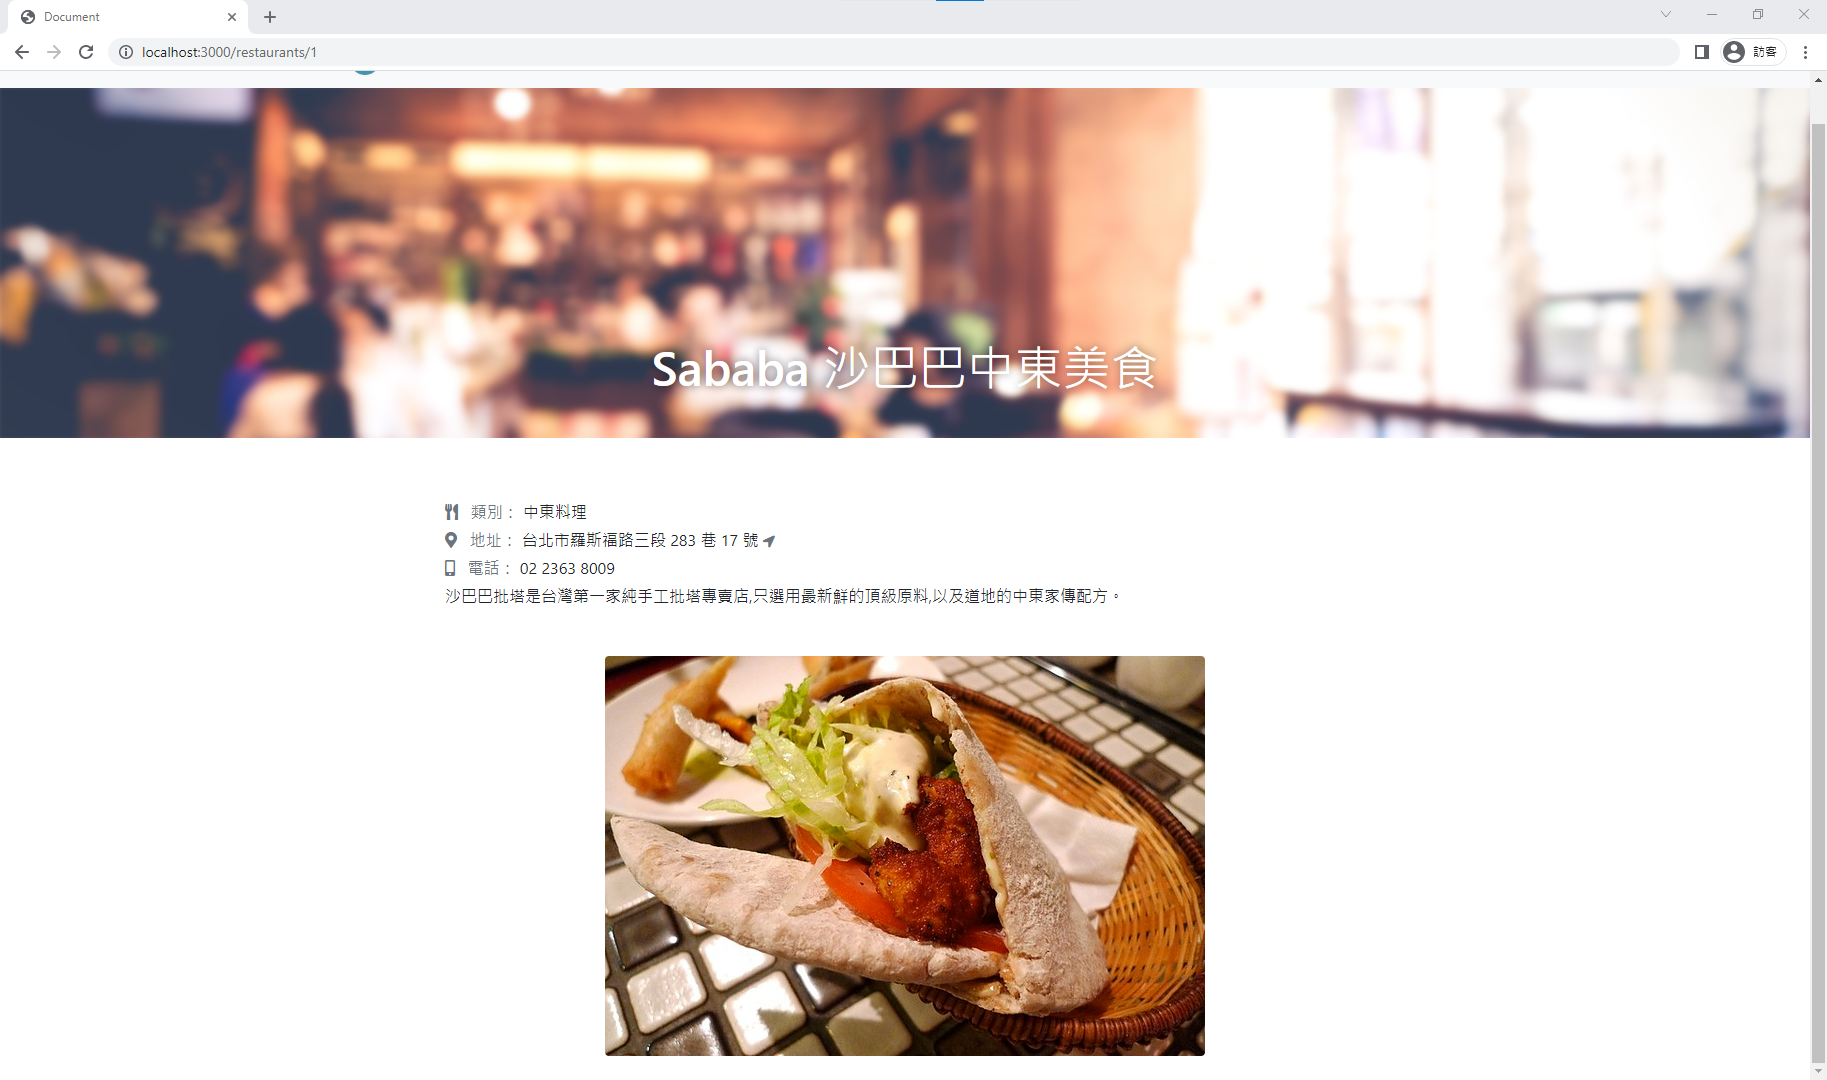 Document
localhost:3000/restaurants/1
訪客
Sababa 沙巴巴中東美食
類別： 中東料理
地址： 台北市羅斯福路三段 283 巷 17 號
電話： 02 2363 8009
沙巴巴批塔是台灣第一家純手工批塔專賣店,只選用最新鮮的頂級原料,以及道地的中東家傳配方。